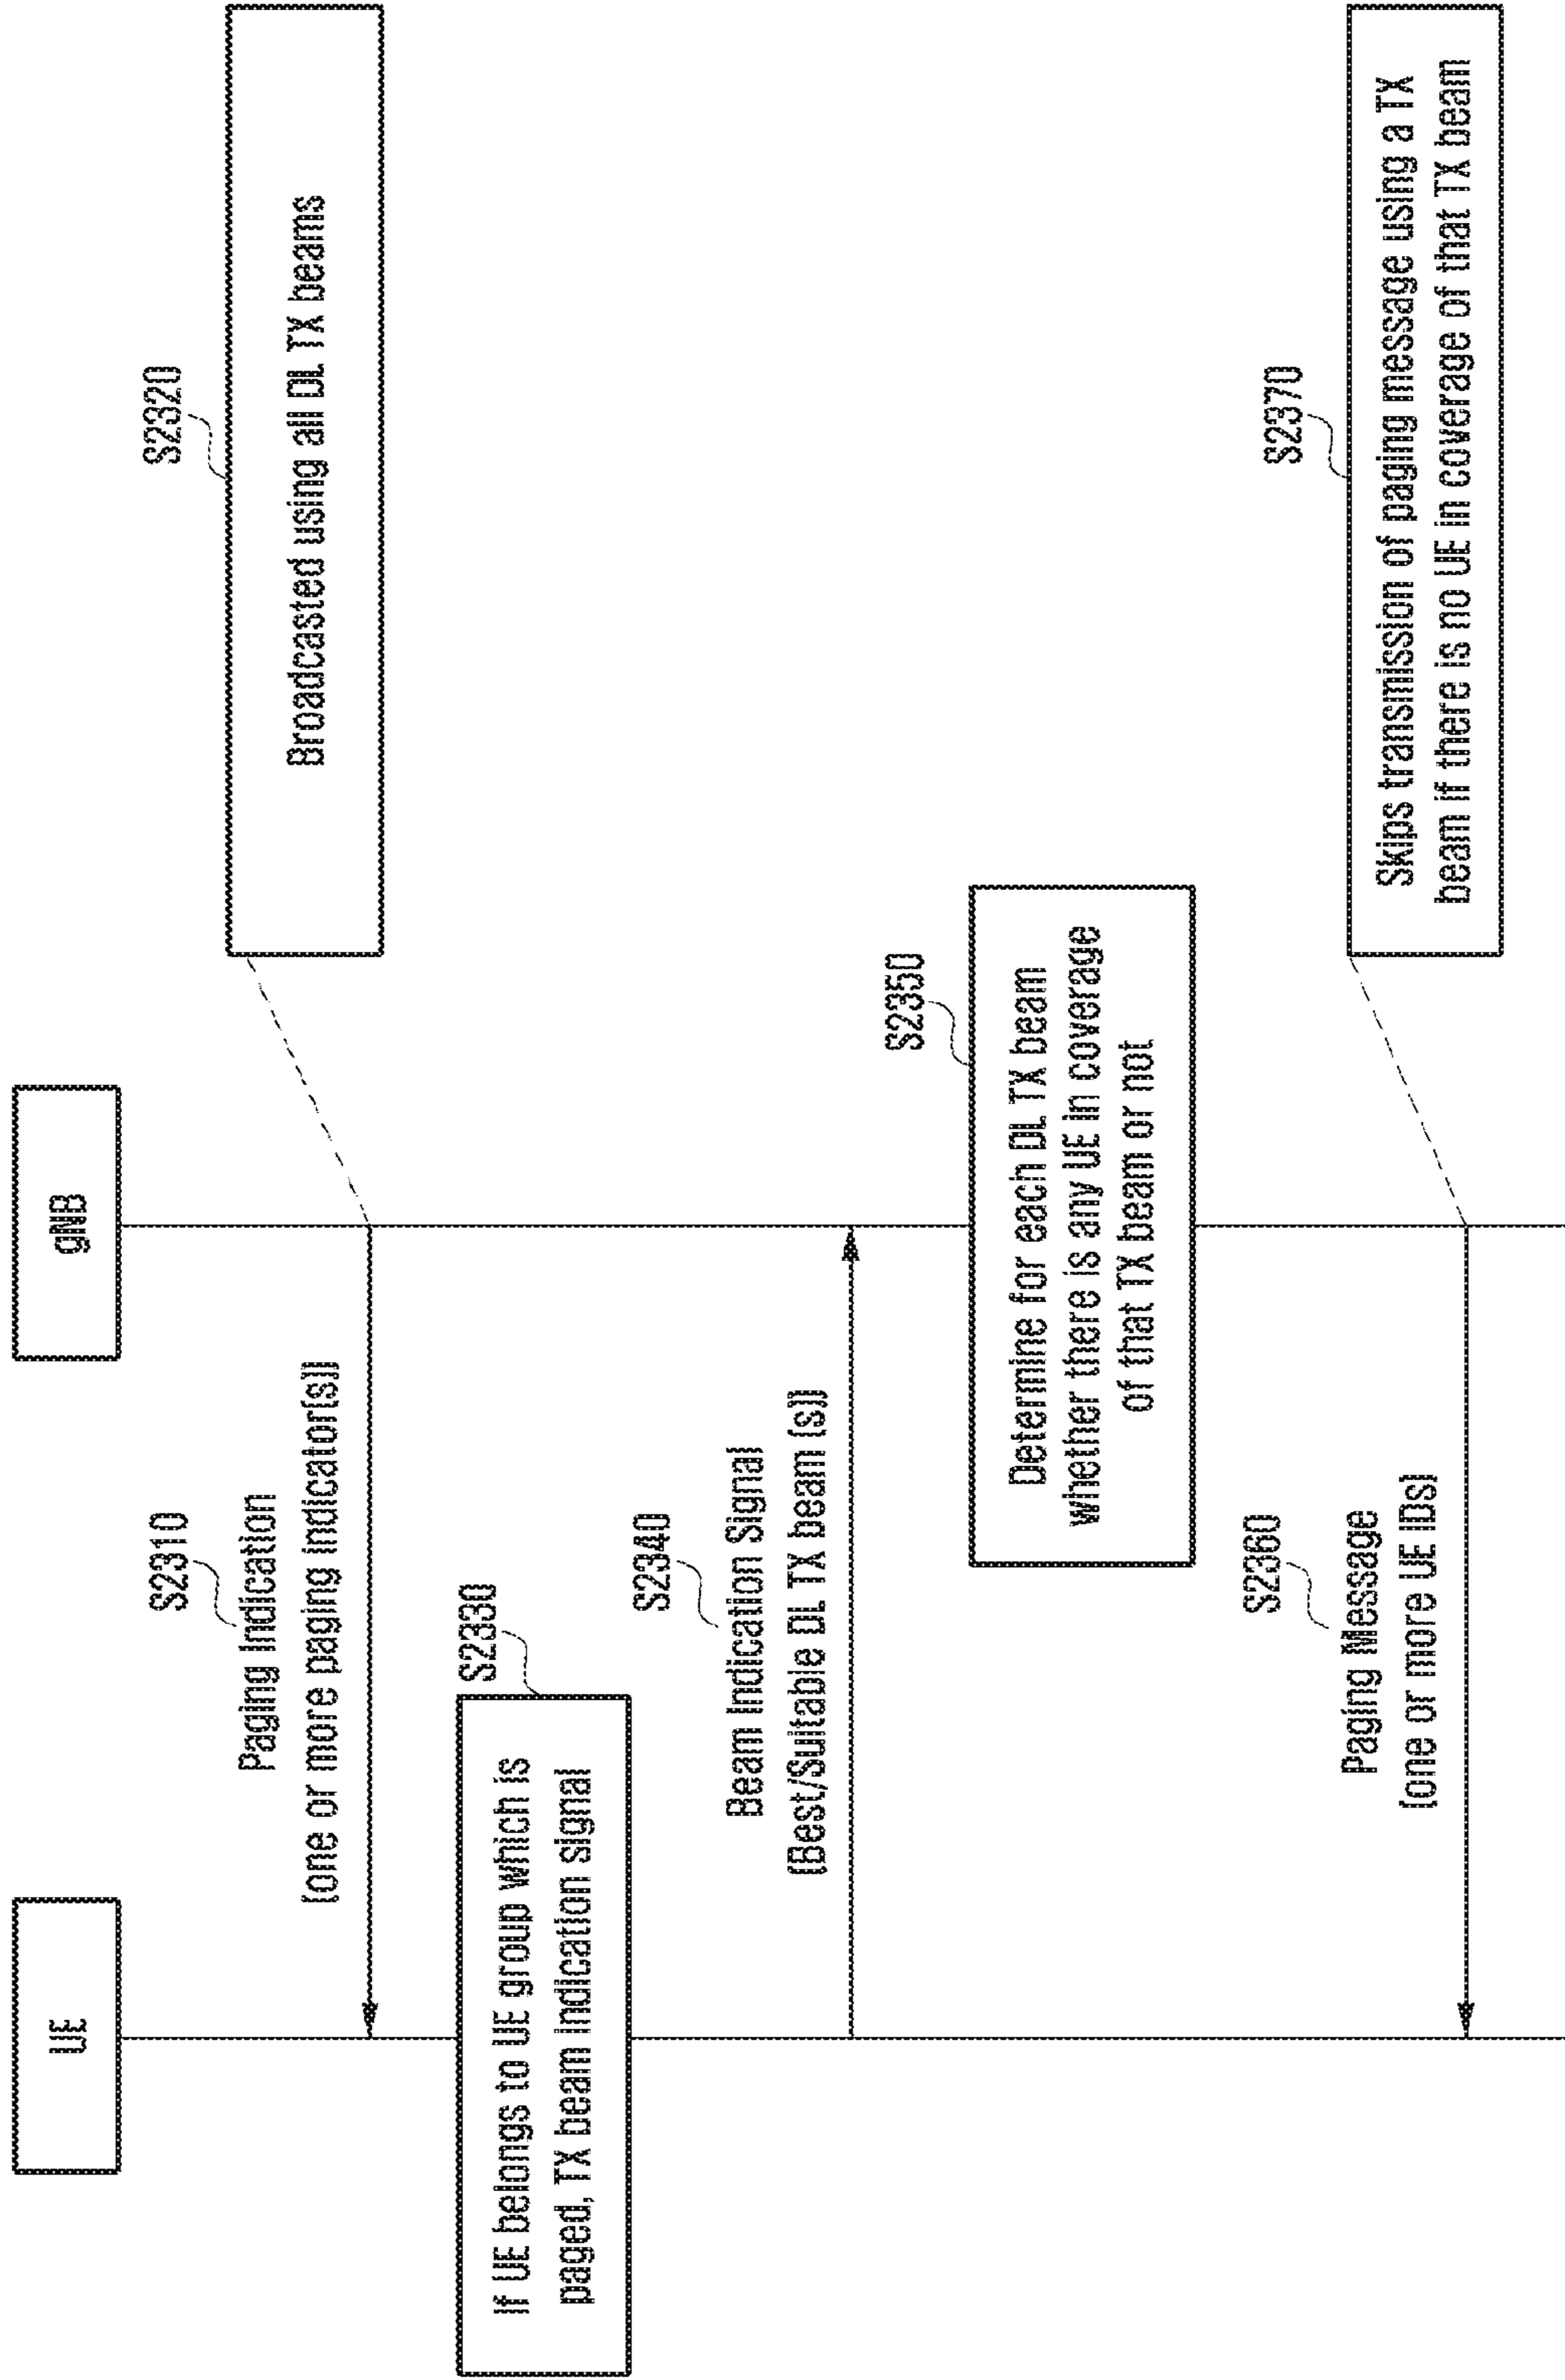 UE
gNB
S2310
Paging Indication
(one or more paging indicator(s))
S2320
Broadcasted using all DL TX beams
S2330
If UE belongs to UE group which is
paged, TX beam indication signal
S2340
Beam Indication Signal
(Best/Suitable DL TX beam (s))
S2350
Determine for each DL TX beam
whether there is any UE in coverage
of that TX beam or not
S2360
Paging Message
(one or more UE IDs)
S2370
Skips transmission of paging message using a TX
beam if there is no UE in coverage of that TX beam